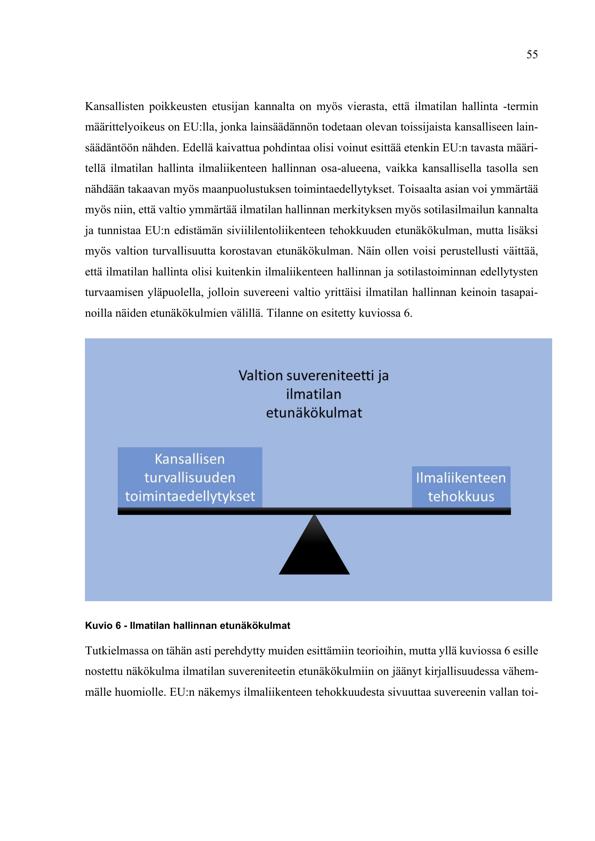 55
Kansallisten poikkeusten etusijan kannalta on myös vierasta, että ilmatilan hallinta -termin
määrittelyoikeus on EU:lla, jonka lainsäädännön todetaan olevan toissijaista kansalliseen lain-
säädäntöön nähden. Edellä kaivattua pohdintaa olisi voinut esittää etenkin EU:n tavasta määri-
tellä ilmatilan hallinta ilmaliikenteen hallinnan osa-alueena, vaikka kansallisella tasolla sen
nähdään takaavan myös maanpuolustuksen toimintaedellytykset. Toisaalta asian voi ymmärtää
myös niin, että valtio ymmärtää ilmatilan hallinnan merkityksen myös sotilasilmailun kannalta
ja tunnistaa EU:n edistämän siviililentoliikenteen tehokkuuden etunäkökulman, mutta lisäksi
myös valtion turvallisuutta korostavan etunäkökulman. Näin ollen voisi perustellusti väittää,
että ilmatilan hallinta olisi kuitenkin ilmaliikenteen hallinnan ja sotilastoiminnan edellytysten
turvaamisen yläpuolella, jolloin suvereeni valtio yrittäisi ilmatilan hallinnan keinoin tasapai-
noilla näiden etunäkökulmien välillä. Tilanne on esitetty kuviossa 6.
Valtion suvereniteetti ja
ilmatilan
etunäkökulmat
Kansallisen
turvallisuuden
toimintaedellytykset
Ilmaliikenteen
tehokkuus
Kuvio 6 - Ilmatilan hallinnan etunäkökulmat
Tutkielmassa on tähän asti perehdytty muiden esittämiin teorioihin, mutta yllä kuviossa 6 esille
nostettu näkökulma ilmatilan suvereniteetin etunäkökulmiin on jäänyt kirjallisuudessa vähem-
mälle huomiolle. EU:n näkemys ilmaliikenteen tehokkuudesta sivuuttaa suvereenin vallan toi-